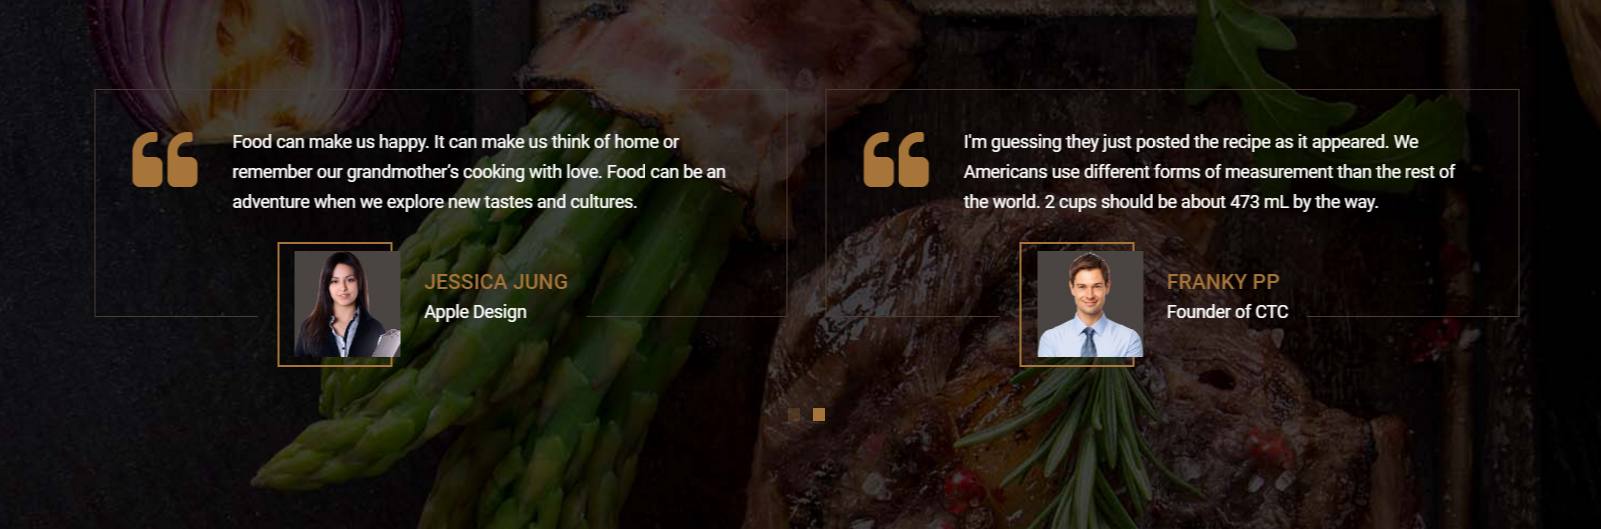 Food can make us happy. It can make us think of home or
remember our grandmother's cooking with love. Food can be an
adventure when we explore new tastes and cultures.
JESSICA JUNG
Apple Design
I'm guessing they just posted the recipe as it appeared. We
Americans use different forms of measurement than the rest of
the world. 2 cups should be about 473 mL by the way.
FRANKY PP
Founder of CTC